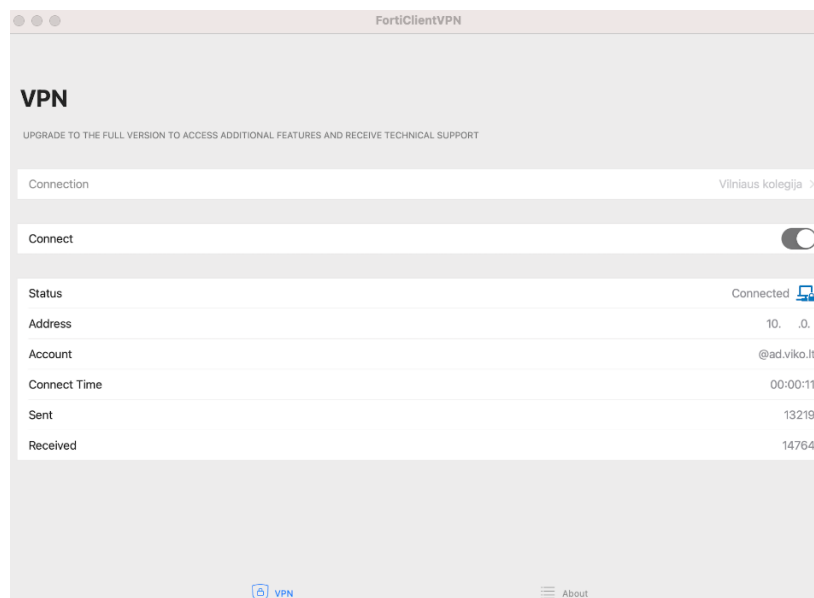 FortiClientVPN
VPN
UPGRADE TO THE FULL VERSION TO ACCESS ADDITIONAL FEATURES AND RECEIVE TECHNICAL SUPPORT
Connection Vilniaus kolegija
Connect
Status Connected
Address 10. .0.
Account @ad.viko.lt
Connect Time 00:00:11
Sent 13219
Received 14764
VPN About